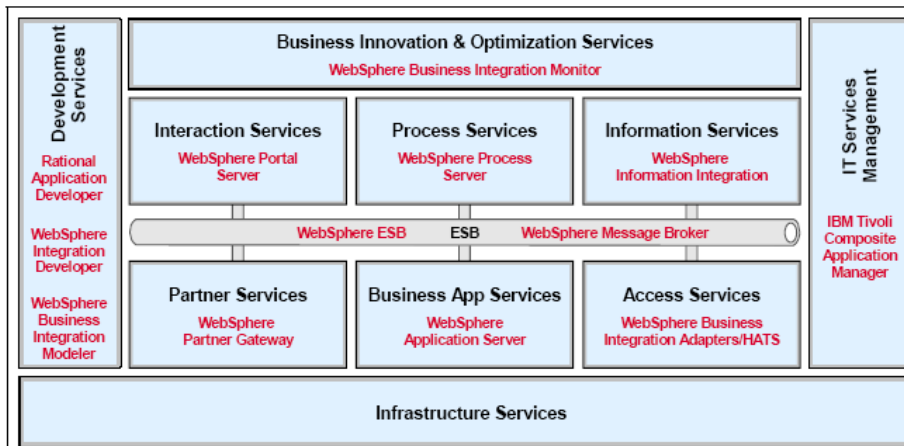 Development
Services
Rational
Application
Developer
WebSphere
Integration
Developer
WebSphere
Business
Integration
Modeler
Business Innovation & Optimization Services
WebSphere Business Integration Monitor
Interaction Services
WebSphere Portal
Server
Process Services
WebSphere Process
Server
Information Services
WebSphere
Information Integration
WebSphere ESB ESB WebSphere Message Broker
Partner Services
WebSphere
Partner Gateway
Business App Services
WebSphere
Application Server
Access Services
WebSphere Business
Integration Adapters/HATS
IT Services
Management
IBM Tivoli
Composite
Application
Manager
Infrastructure Services